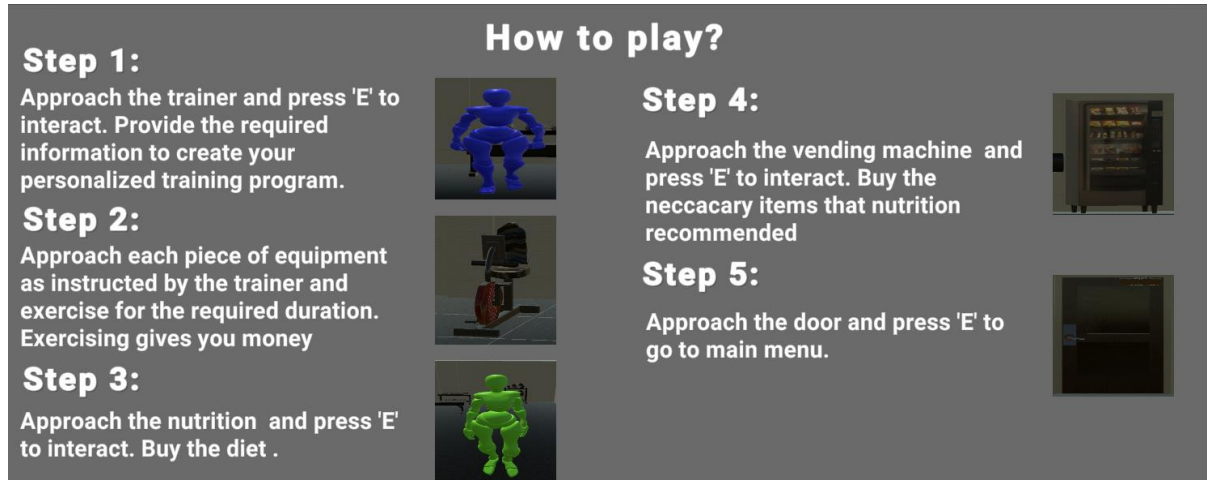 How to play?
Step 1:
Approach the trainer and press 'E' to
interact. Provide the required
information to create your
personalized training program.
Step 2:
Approach each piece of equipment
as instructed by the trainer and
exercise for the required duration.
Exercising gives you money
Step 3:
Approach the nutrition  and press 'E'
to interact. Buy the diet .
Step 4:
Approach the vending machine  and
press 'E' to interact. Buy the
neccacary items that nutrition
recommended
Step 5:
Approach the door and press 'E' to
go to main menu.